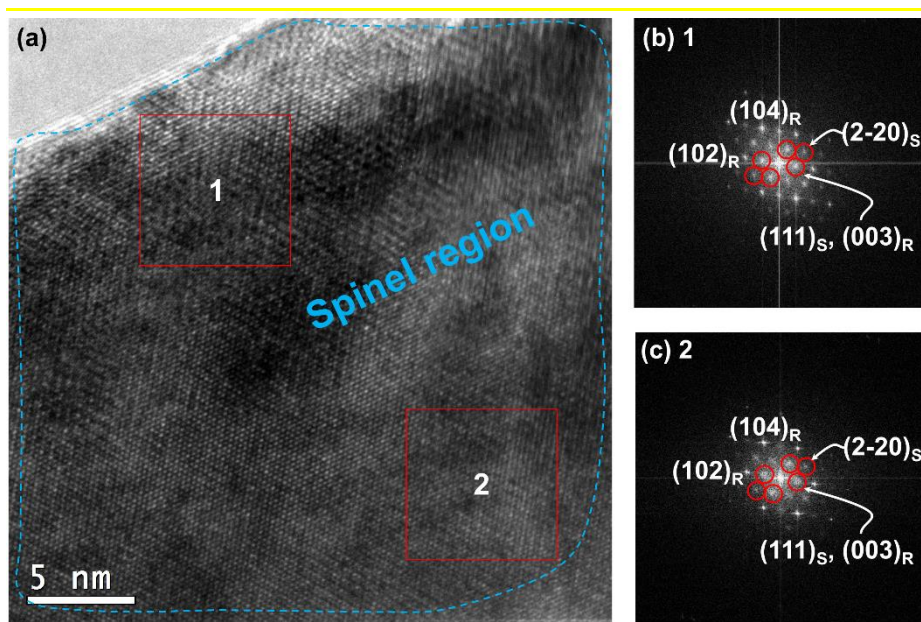 (a)
1
Spinel region
2
5 nm
(b) 1
(104)R
(2-20)S
(102)R
(111)S, (003)R
(c) 2
(104)R
(2-20)S
(102)R
(111)S, (003)R